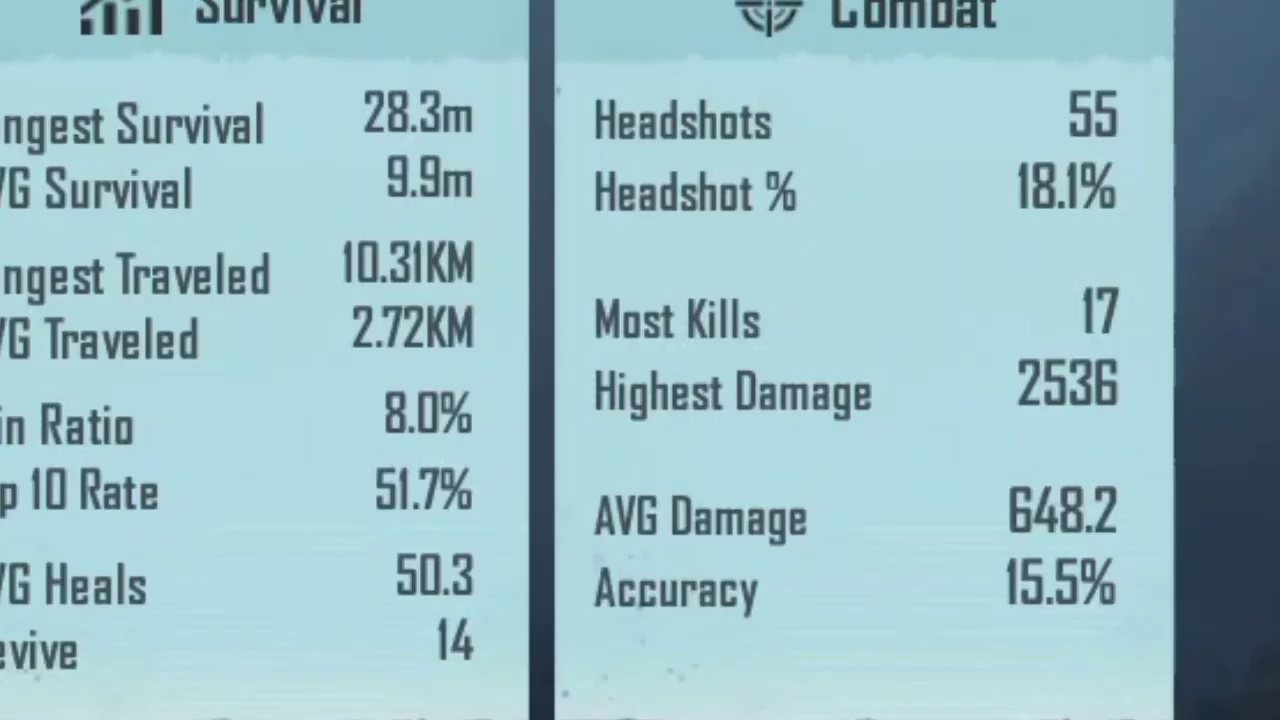 Survival
ngest Survival 28.3m
VG Survival 9.9m
ngest Traveled 10.31KM
VG Traveled 2.72KM
in Ratio 8.0%
p 10 Rate 51.7%
VG Heals 50.3
evive 14
Combat
Headshots 55
Headshot % 18.1%
Most Kills 17
Highest Damage 2536
AVG Damage 648.2
Accuracy 15.5%